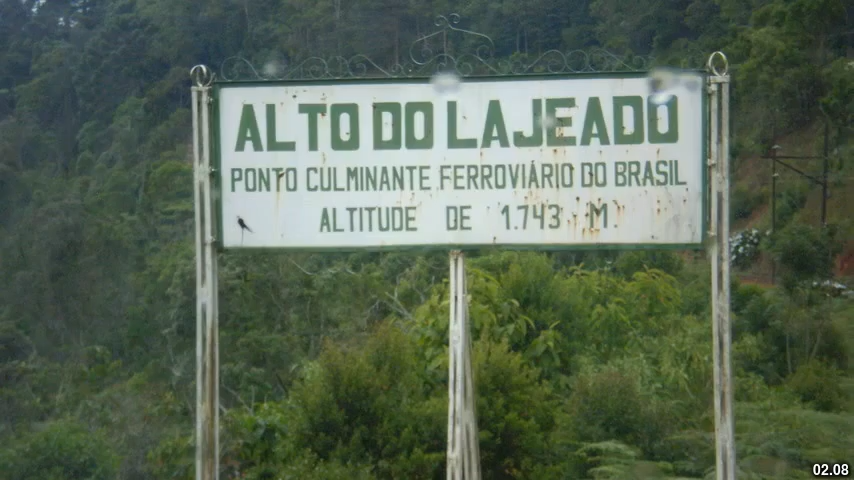 ALTO DO LAJEADO
PONTO CULMINANTE FERROVIÁRIO DO BRASIL
ALTITUDE DE 1.743 M
02.08